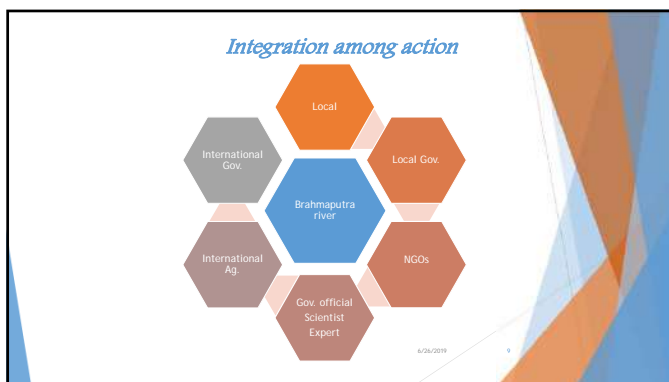 Integration among action
Local
Local Gov.
NGOs
Gov. official
Scientist
Expert
International
Ag.
International
Gov.
Brahmaputra
river
6/26/2019
9